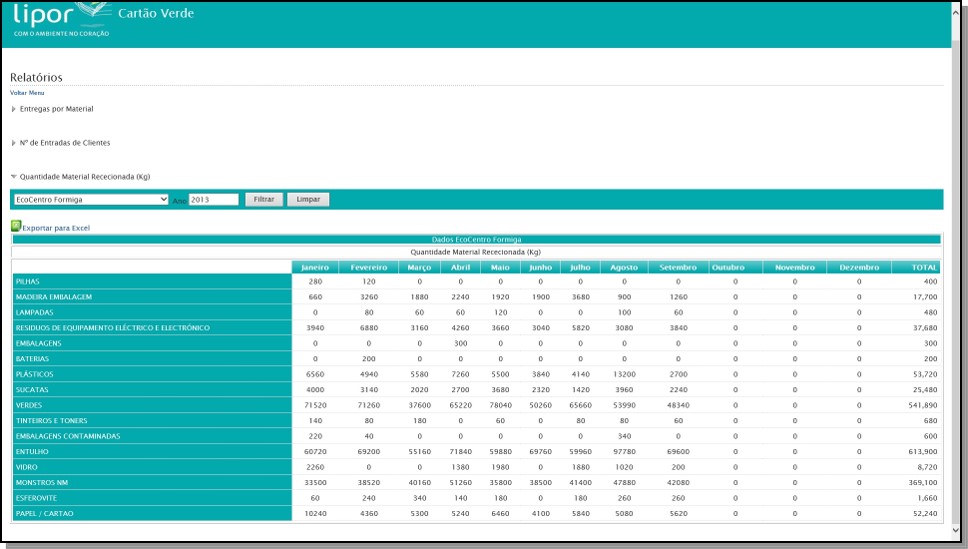 lipor Cartão Verde
COM O AMBIENTE NO CORAÇÃO
Relatórios
Voltar Menu
Entregas por Material
Nº de Entradas de Clientes
Quantidade Material Rececionada (Kg)
EcoCentro Formiga Ano 2013 Filtrar Limpar
Exportar para Excel
Dados EcoCentro Formiga
Quantidade Material Rececionada (Kg)
Janeiro Fevereiro Março Abril Maio Junho Julho Agosto Setembro Outubro Novembro Dezembro TOTAL
PILHAS 280 120 0 0 0 0 0 0 0 0 0 0 400
MADEIRA EMBALAGEM 660 3260 1880 2240 1920 1900 3680 900 1260 0 0 0 17,700
LAMPADAS 0 80 60 60 120 0 0 100 60 0 0 0 480
RESIDUOS DE EQUIPAMENTO ELÉCTRICO E ELECTRÓNICO 3940 6880 3160 4260 3660 3040 5820 3080 3840 0 0 0 37,680
EMBALAGENS 0 0 0 300 0 0 0 0 0 0 0 0 300
BATERIAS 0 200 0 0 0 0 0 0 0 0 0 0 200
PLÁSTICOS 6560 4940 5580 7260 5500 3840 4140 13200 2700 0 0 0 53,720
SUCATAS 4000 3140 2020 2700 3680 2320 1420 3960 2240 0 0 0 25,480
VERDES 71520 71260 37600 65220 78040 50260 65660 53990 48340 0 0 0 541,890
TINTEIROS E TONERS 140 80 180 0 60 0 80 80 60 0 0 0 680
EMBALAGENS CONTAMINADAS 220 40 0 0 0 0 0 340 0 0 0 0 600
ENTULHO 60720 69200 55160 71840 59880 69760 59960 97780 69600 0 0 0 613,900
VIDRO 2260 0 0 1380 1980 0 1880 1020 200 0 0 0 8,720
MONSTROS NM 33500 38520 40160 51260 35800 38500 41400 47880 42080 0 0 0 369,100
ESFEROVITE 60 240 340 140 180 0 180 260 260 0 0 0 1,660
PAPEL / CARTAO 10240 4360 5300 5240 6460 4100 5840 5080 5620 0 0 0 52,240